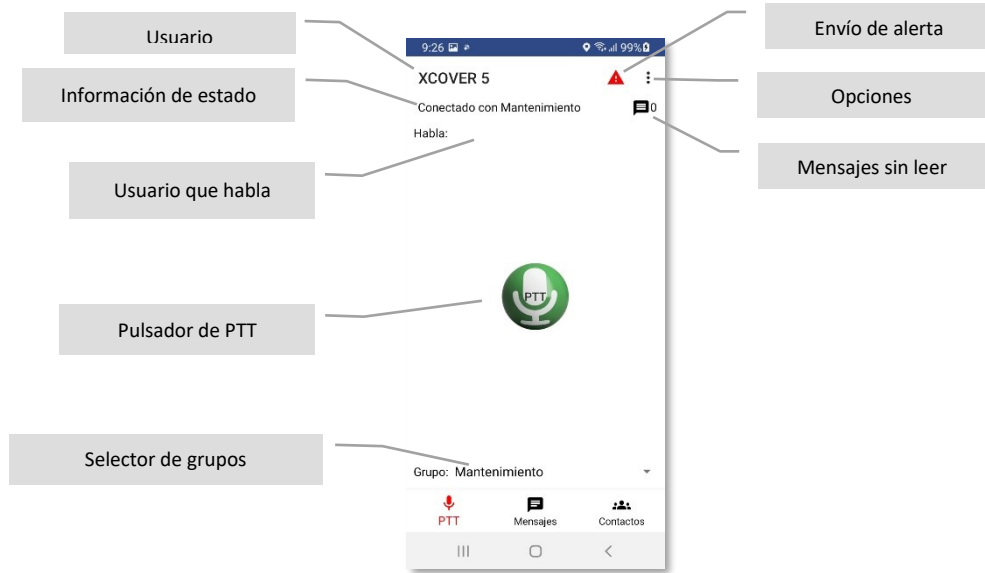 Usuario
Envío de alerta
9:26
99%
XCOVER 5
Información de estado
Opciones
Conectado con Mantenimiento
0
Habla:
Mensajes sin leer
Usuario que habla
PTT
Pulsador de PTT
Selector de grupos
Grupo: Mantenimiento
PTT
Mensajes
Contactos